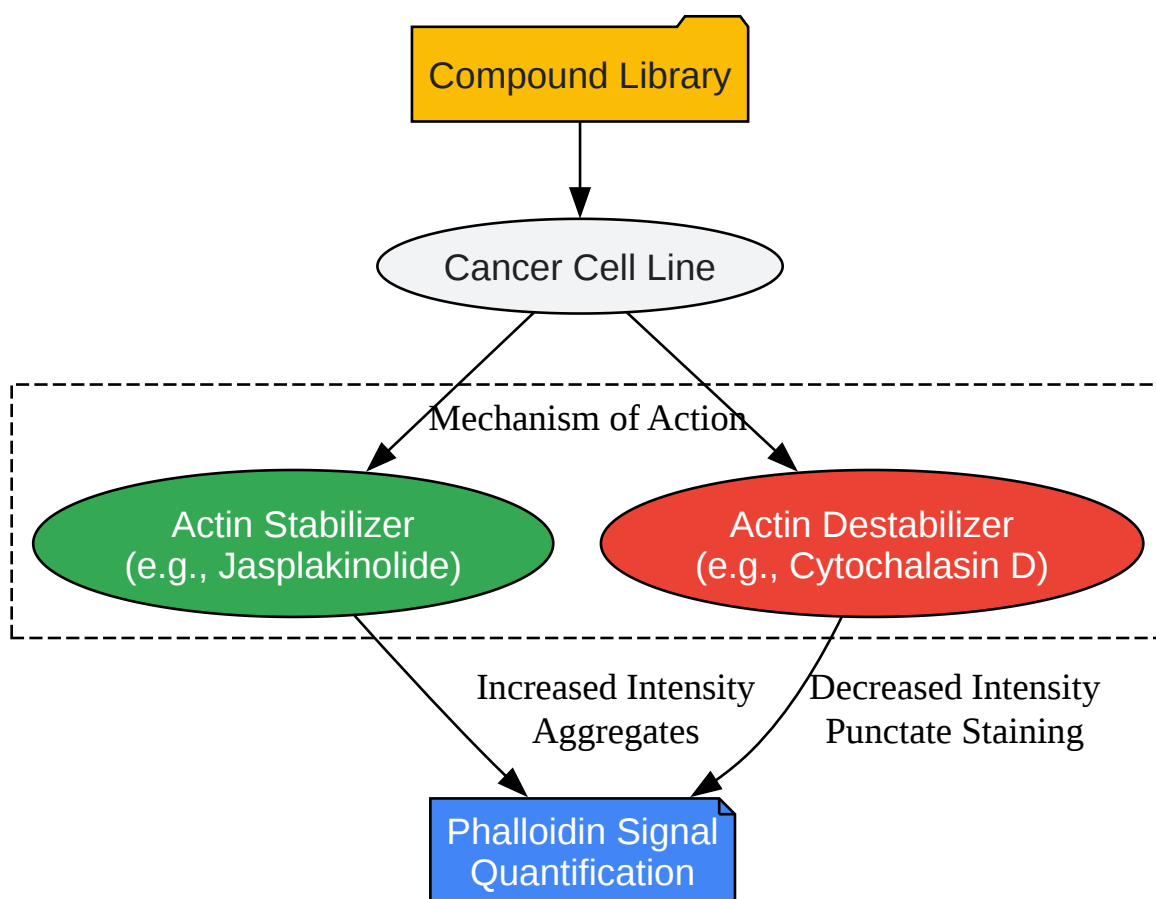 Compound Library
Cancer Cell Line
Mechanism of Action
Actin Stabilizer
(e.g., Jasplakinolide)
Actin Destabilizer
(e.g., Cytochalasin D)
Increased Intensity
Aggregates
Decreased Intensity
Punctate Staining
Phalloidin Signal
Quantification